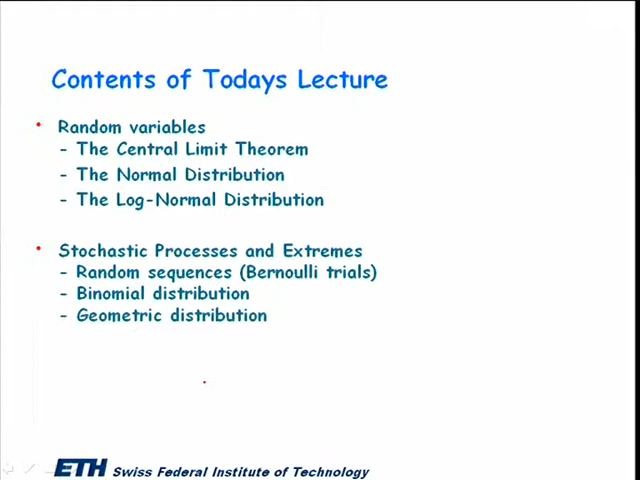 Contents of Todays Lecture
• Random variables
- The Central Limit Theorem
- The Normal Distribution
- The Log-Normal Distribution
• Stochastic Processes and Extremes
- Random sequences (Bernoulli trials)
- Binomial distribution
- Geometric distribution
ETH Swiss Federal Institute of Technology